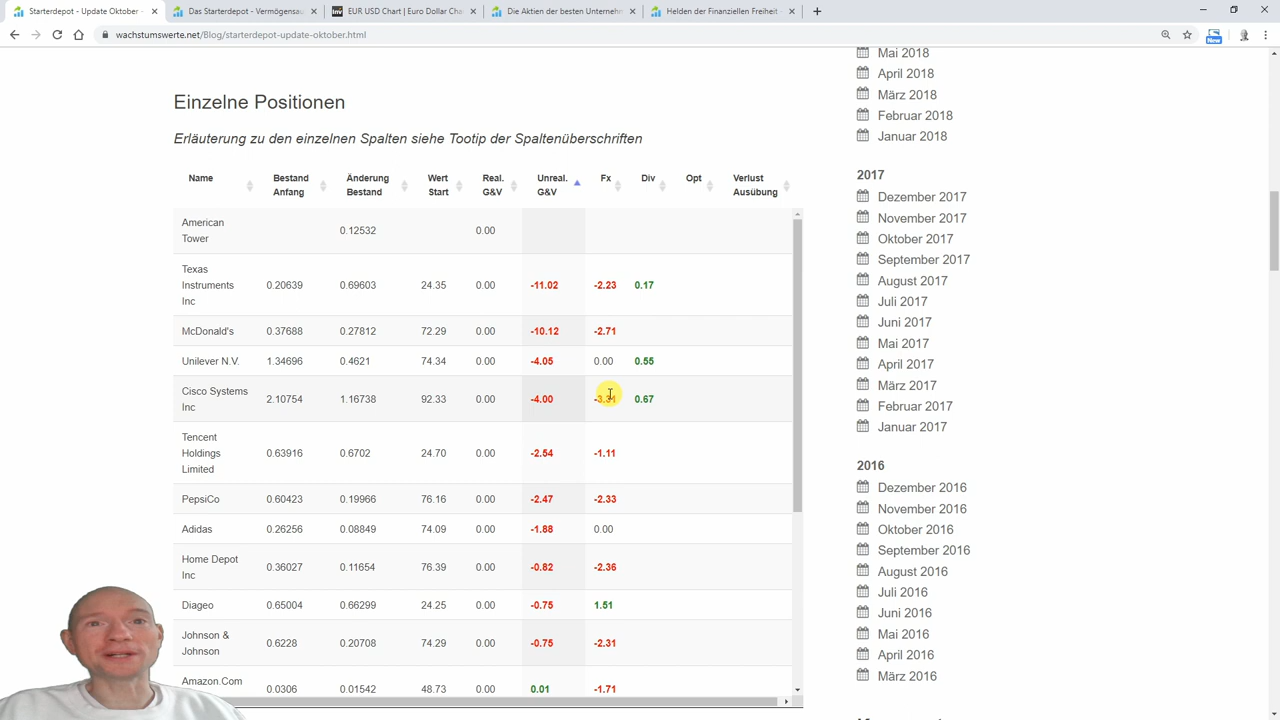 Starterdepot - Update Oktober -
Das Starterdepot - Vermögensau
EUR USD Chart | Euro Dollar Cha
Die Aktien der besten Unternehm
Helden der Finanziellen Freiheit -
wachstumswerte.net/Blog/starterdepot-update-oktober.html
New
Einzelne Positionen
Erläuterung zu den einzelnen Spalten siehe Tootip der Spaltenüberschriften
Name Bestand Anfang Änderung Bestand Wert Start Real. G&V Unreal. G&V Fx Div Opt Verlust Ausübung
American Tower 0.12532 0.00
Texas Instruments Inc 0.20639 24.35 0.00 -11.02 -2.23 0.17
McDonald's 0.37688 0.27812 72.29 0.00 -10.12 -2.71
Unilever N.V. 1.34696 0.4621 74.34 0.00 -4.05 0.00 0.55
Cisco Systems Inc 2.10754 1.16738 0.00 -4.00 0.67
Tencent Holdings Limited 0.63916 0.6702 24.70 0.00 -2.54 -1.11
PepsiCo 0.60423 0.19966 76.16 0.00 -2.47 -2.33
Adidas 0.26256 0.08849 74.09 0.00 -1.88 0.00
Home Depot Inc 0.36027 0.11654 76.39 0.00 -0.82 -2.36
Diageo 0.65004 0.66299 0.00 -0.75 1.51
Johnson & Johnson 0.6228 0.20708 0.00 -0.75 -2.31
Amazon.Com 0.0306 0.01542 48.73 0.00 0.01 -1.71
Mai 2018
April 2018
März 2018
Februar 2018
Januar 2018
2017
Dezember 2017
November 2017
Oktober 2017
September 2017
August 2017
Juli 2017
Juni 2017
Mai 2017
April 2017
März 2017
Februar 2017
Januar 2017
2016
Dezember 2016
November 2016
Oktober 2016
September 2016
August 2016
Juli 2016
Juni 2016
Mai 2016
April 2016
März 2016